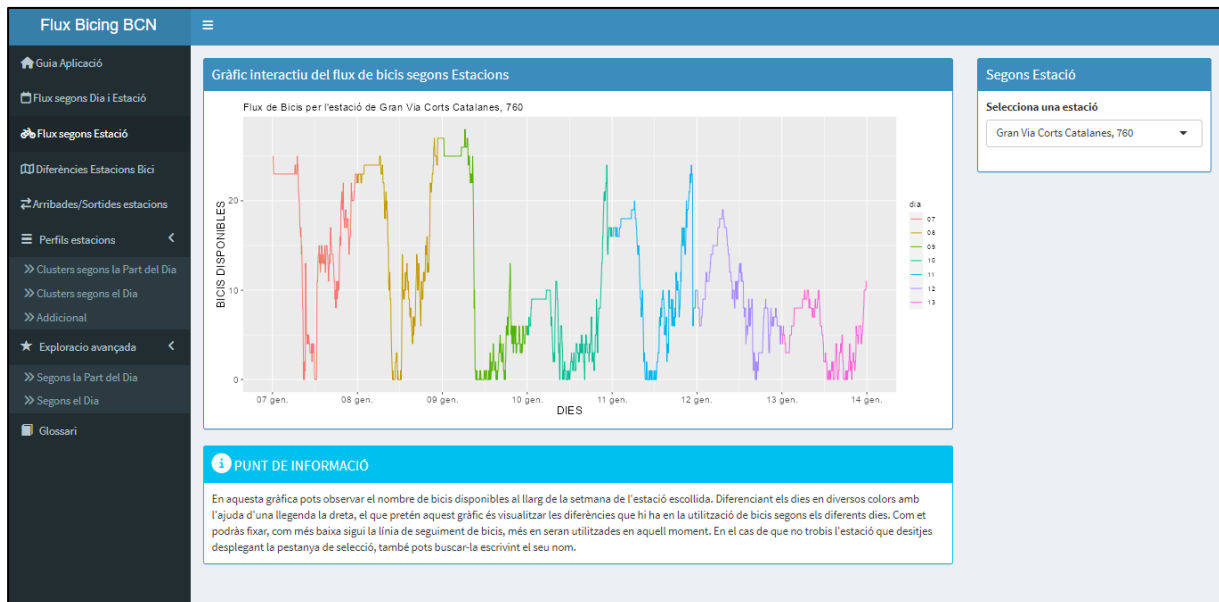 Flux Bicing BCN
Guia Aplicació
Flux segons Dia i Estació
Flux segons Estació
Diferències Estacions Bici
Arribades/Sortides estacions
Perfils estacions
Clusters segons la Part del Dia
Clusters segons el Dia
Addicional
Exploracio avançada
Segons la Part del Dia
Segons el Dia
Glossari
Gràfic interactiu del flux de bicis segons Estacions
Flux de Bicis per l'estació de Gran Via Corts Catalanes, 760
BICIS DISPONIBLES
20
10
0
07 gen.
08 gen.
09 gen.
10 gen.
11 gen.
12 gen.
13 gen.
14 gen.
DIES
dia
07
08
09
10
11
12
13
Segons Estació
Selecciona una estació
Gran Via Corts Catalanes, 760
PUNT DE INFORMACIÓ
En aquesta gràfica pots observar el nombre de bicis disponibles al llarg de la setmana de l'estació escollida. Diferenciant els dies en diversos colors amb
l'ajuda d'una llegenda la dreta, el que pretén aquest gràfic és visualitzar les diferències que hi ha en la utilització de bicis segons els diferents dies. Com et
podràs fixar, com més baixa sigui la línia de seguiment de bicis, més en seran utilitzades en aquell moment. En el cas de que no trobis l'estació que desitjes
desplegant la pestanya de selecció, també pots buscar-la escrivint el seu nom.